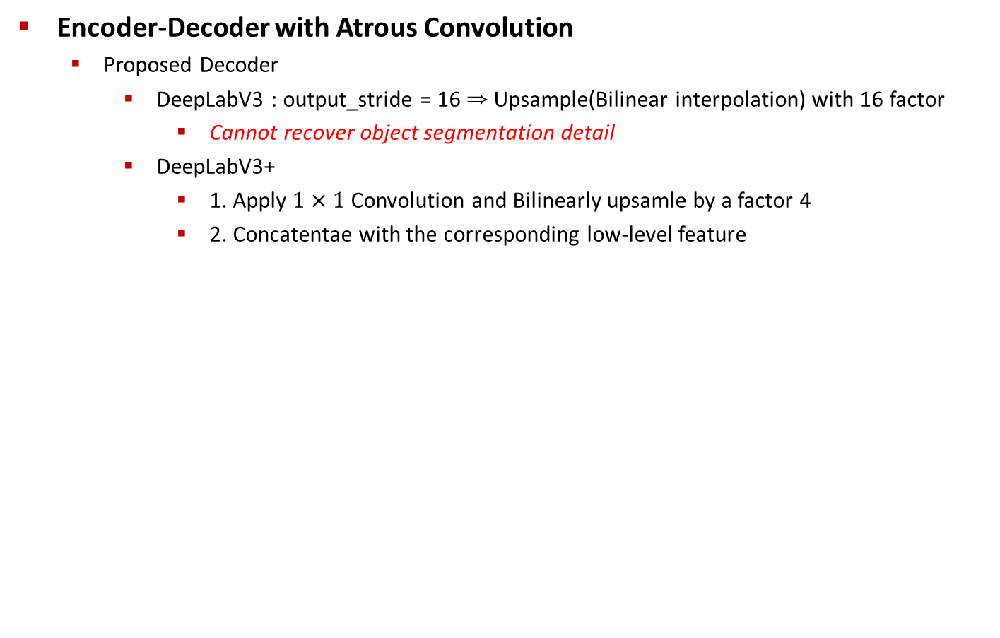 Encoder-Decoder with Atrous Convolution
Proposed Decoder
DeepLabV3 : output_stride = 16 ⇒ Upsample(Bilinear interpolation) with 16 factor
Cannot recover object segmentation detail
DeepLabV3+
1. Apply 1 × 1 Convolution and Bilinearly upsamle by a factor 4
2. Concatentae with the corresponding low-level feature